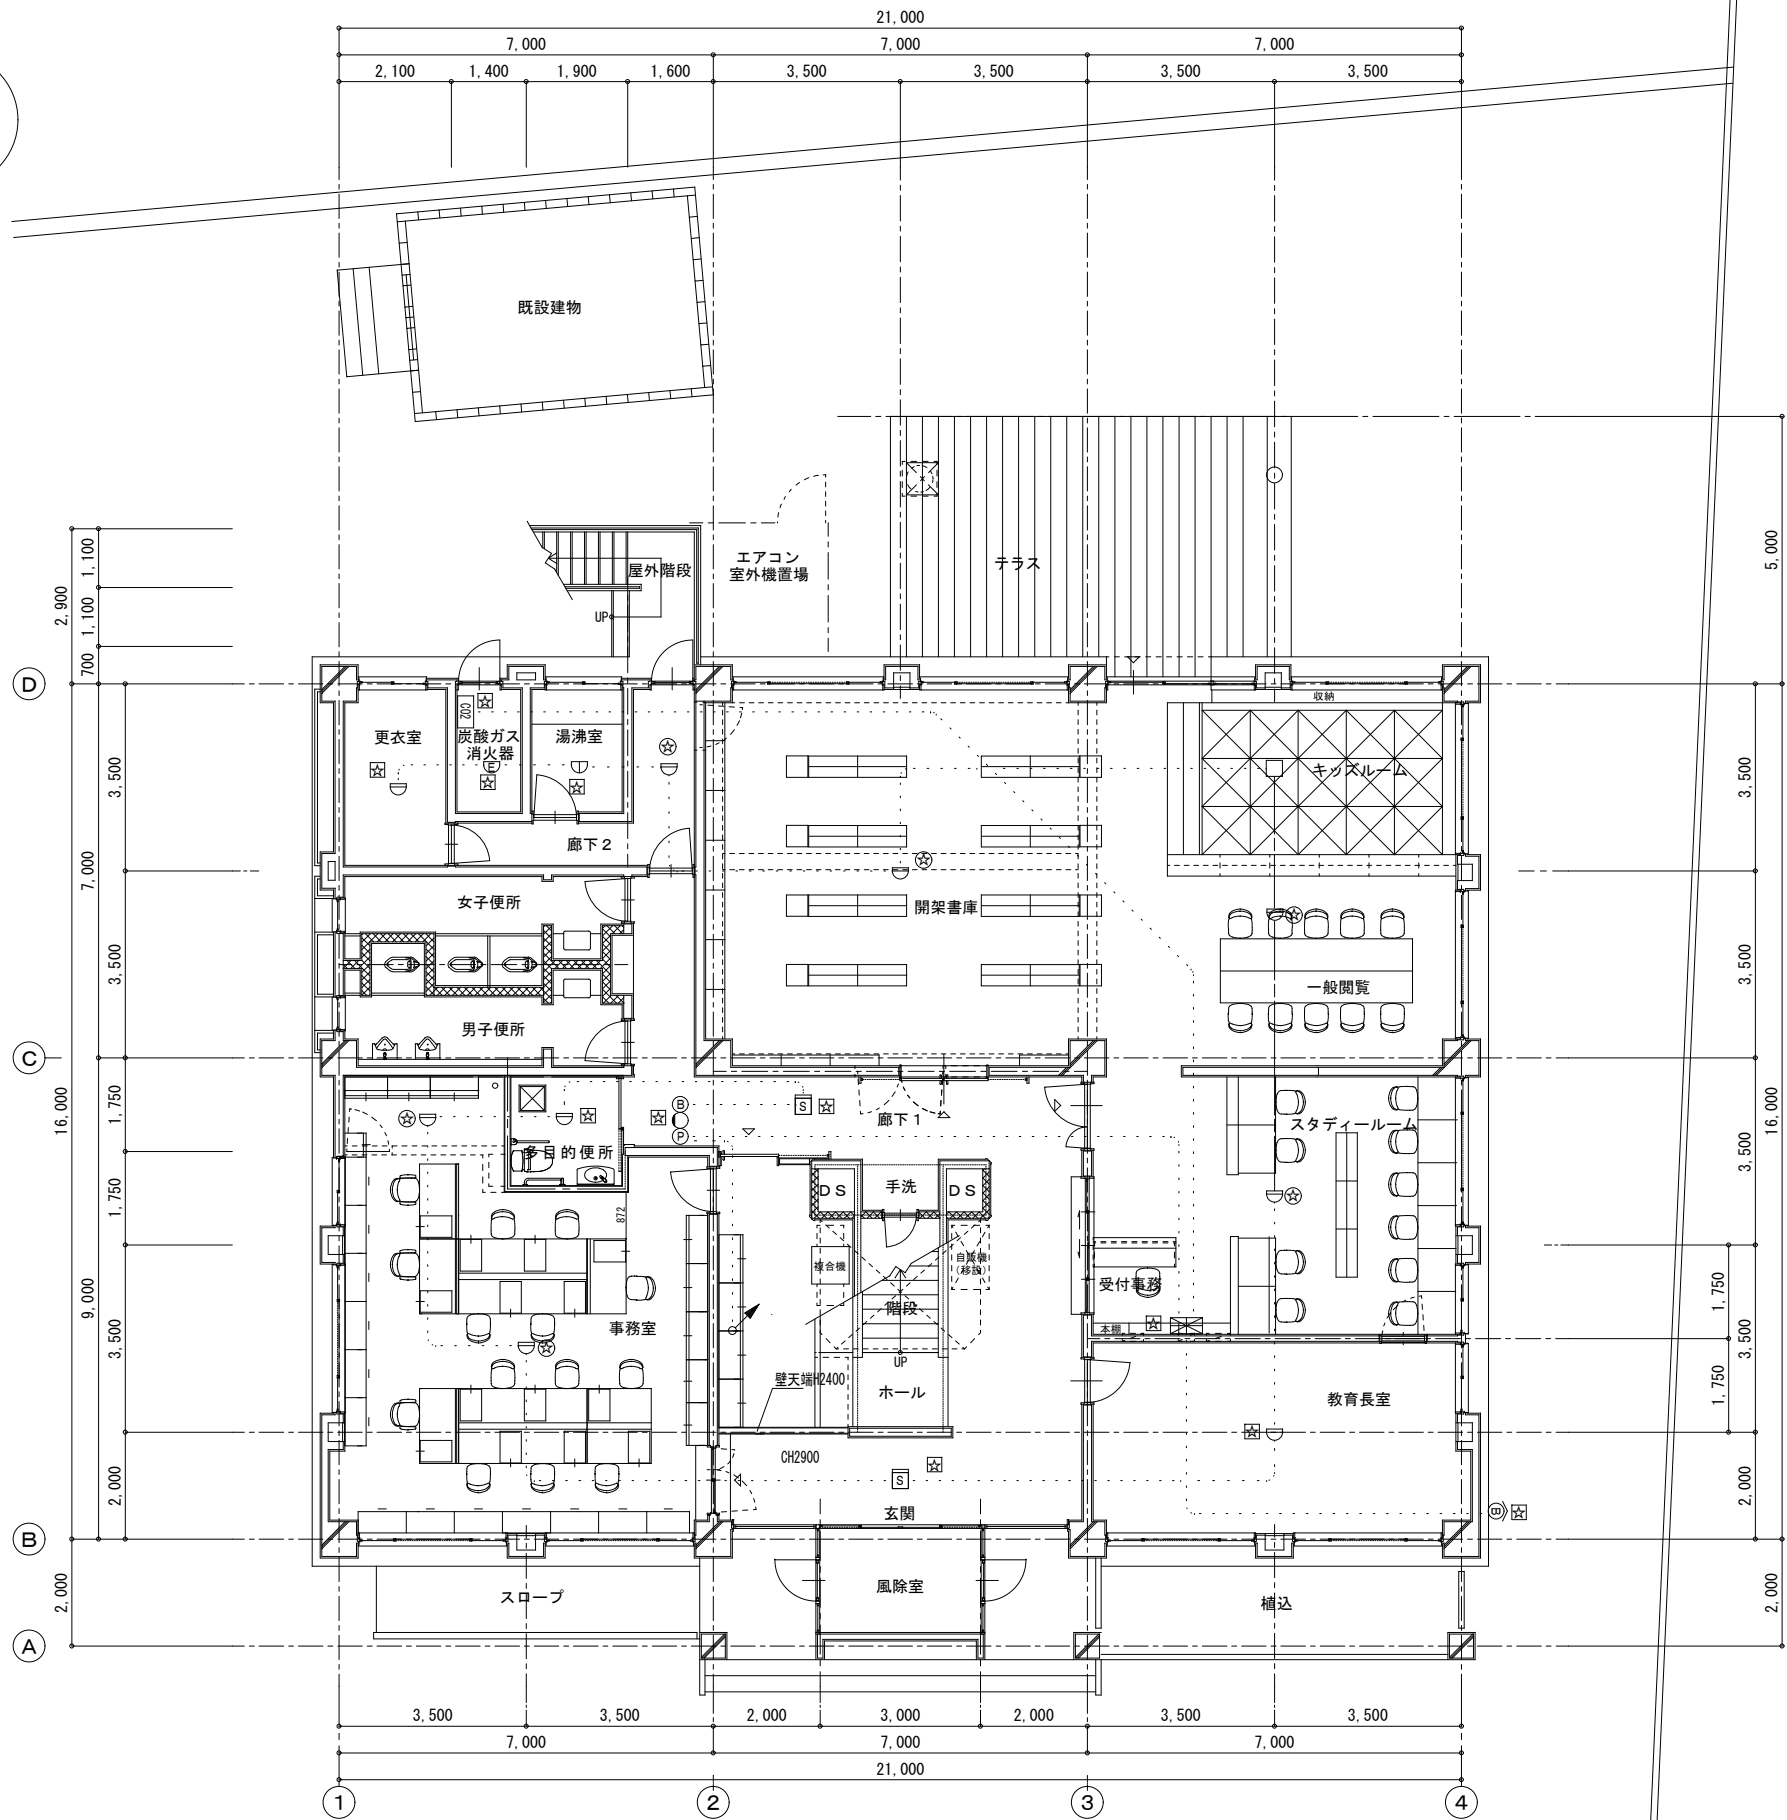 21,000
7,000 7,000 7,000
2,100 1,400 1,900 1,600 3,500 3,500 3,500 3,500
既設建物
5,000
1,100
1,100
700
2,900
屋外階段
UP
エアコン
室外機置場
テラス
D
収納
更衣室
CO2
炭酸ガス
消火器
湯沸室
キッズルーム
E
廊下2
3,500
3,500
7,000
女子便所
開架書庫
一般閲覧
3,500
3,500
男子便所
C
16,000
16,000
1,750
1,750
3,500
B
P
S
廊下1
スタディールーム
多目的便所
DS
手洗
DS
872
複合機
自販機
(移設)
受付事務
階段
本棚
事務室
UP
壁天端H2400
ホール
教育長室
9,000
3,500
2,000
1,750
1,750
3,500
2,000
CH2900
S
玄関
B
B
風除室
スロープ
植込
2,000
2,000
A
3,500 3,500 2,000 3,000 2,000 3,500 3,500
7,000 7,000 7,000
21,000
1 2 3 4